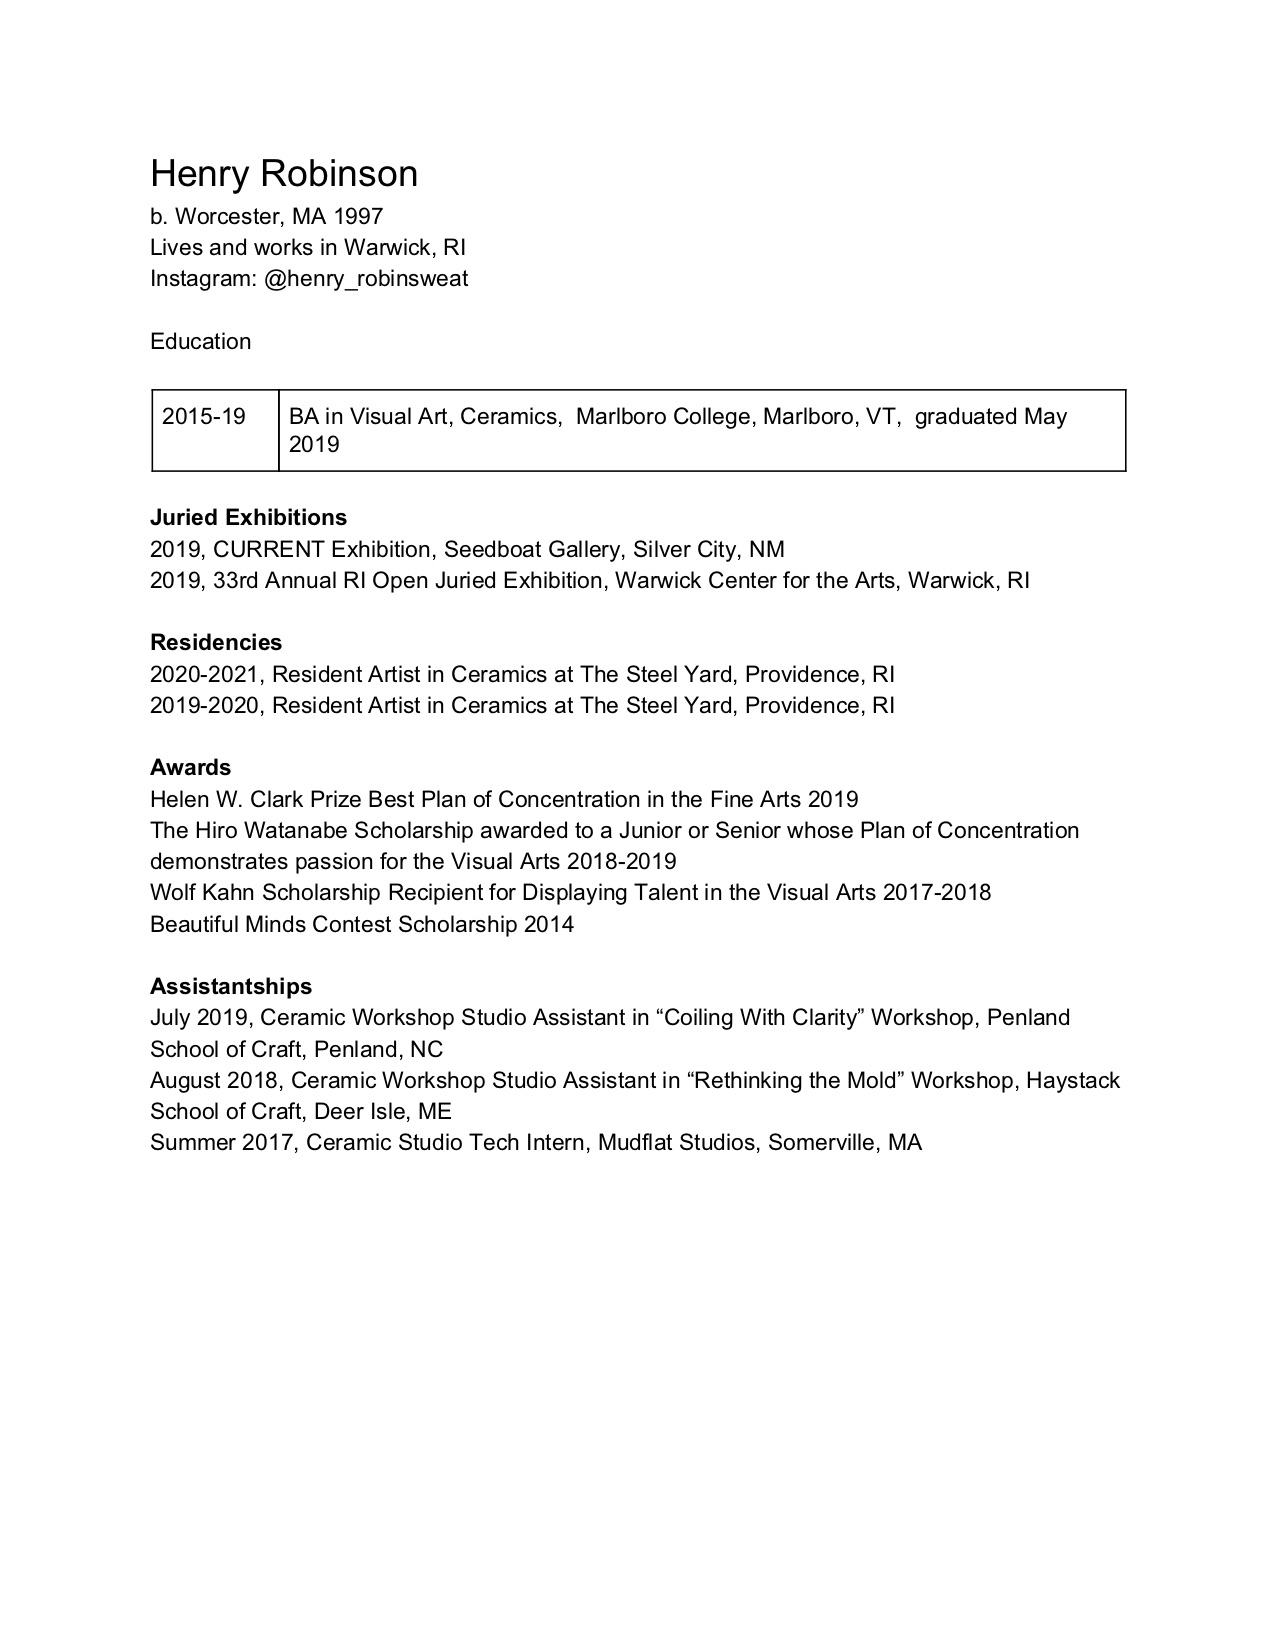 Henry Robinson
b. Worcester, MA 1997
Lives and works in Warwick, RI
Instagram: @henry_robinsweat
Education
2015-19
BA in Visual Art, Ceramics,  Marlboro College, Marlboro, VT,  graduated May
2019
Juried Exhibitions
2019, CURRENT Exhibition, Seedboat Gallery, Silver City, NM
2019, 33rd Annual RI Open Juried Exhibition, Warwick Center for the Arts, Warwick, RI
Residencies
2020-2021, Resident Artist in Ceramics at The Steel Yard, Providence, RI
2019-2020, Resident Artist in Ceramics at The Steel Yard, Providence, RI
Awards
Helen W. Clark Prize Best Plan of Concentration in the Fine Arts 2019
The Hiro Watanabe Scholarship awarded to a Junior or Senior whose Plan of Concentration
demonstrates passion for the Visual Arts 2018-2019
Wolf Kahn Scholarship Recipient for Displaying Talent in the Visual Arts 2017-2018
Beautiful Minds Contest Scholarship 2014
Assistantships
July 2019, Ceramic Workshop Studio Assistant in “Coiling With Clarity” Workshop, Penland
School of Craft, Penland, NC
August 2018, Ceramic Workshop Studio Assistant in “Rethinking the Mold” Workshop, Haystack
School of Craft, Deer Isle, ME
Summer 2017, Ceramic Studio Tech Intern, Mudflat Studios, Somerville, MA